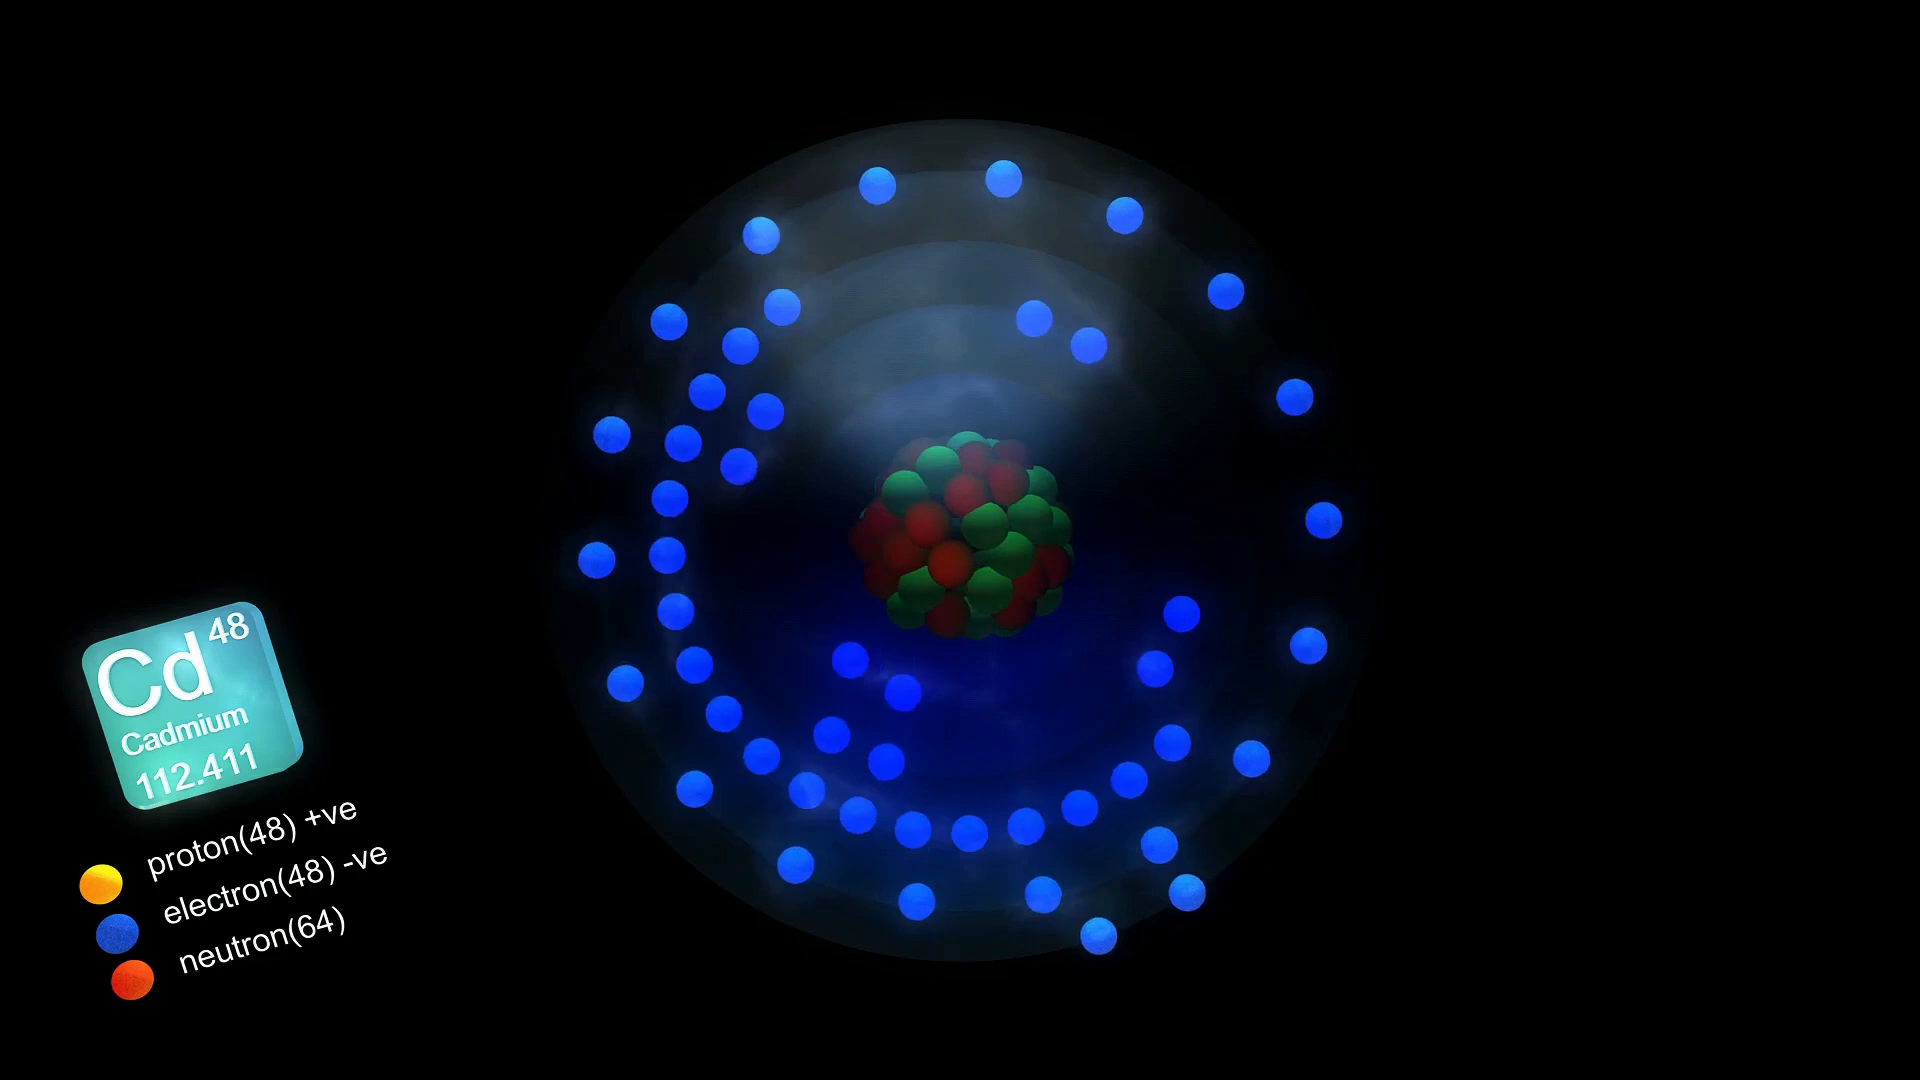 48
Cd
Cadmium
112.411
proton(48) +ve
electron(48) -ve
neutron(64)